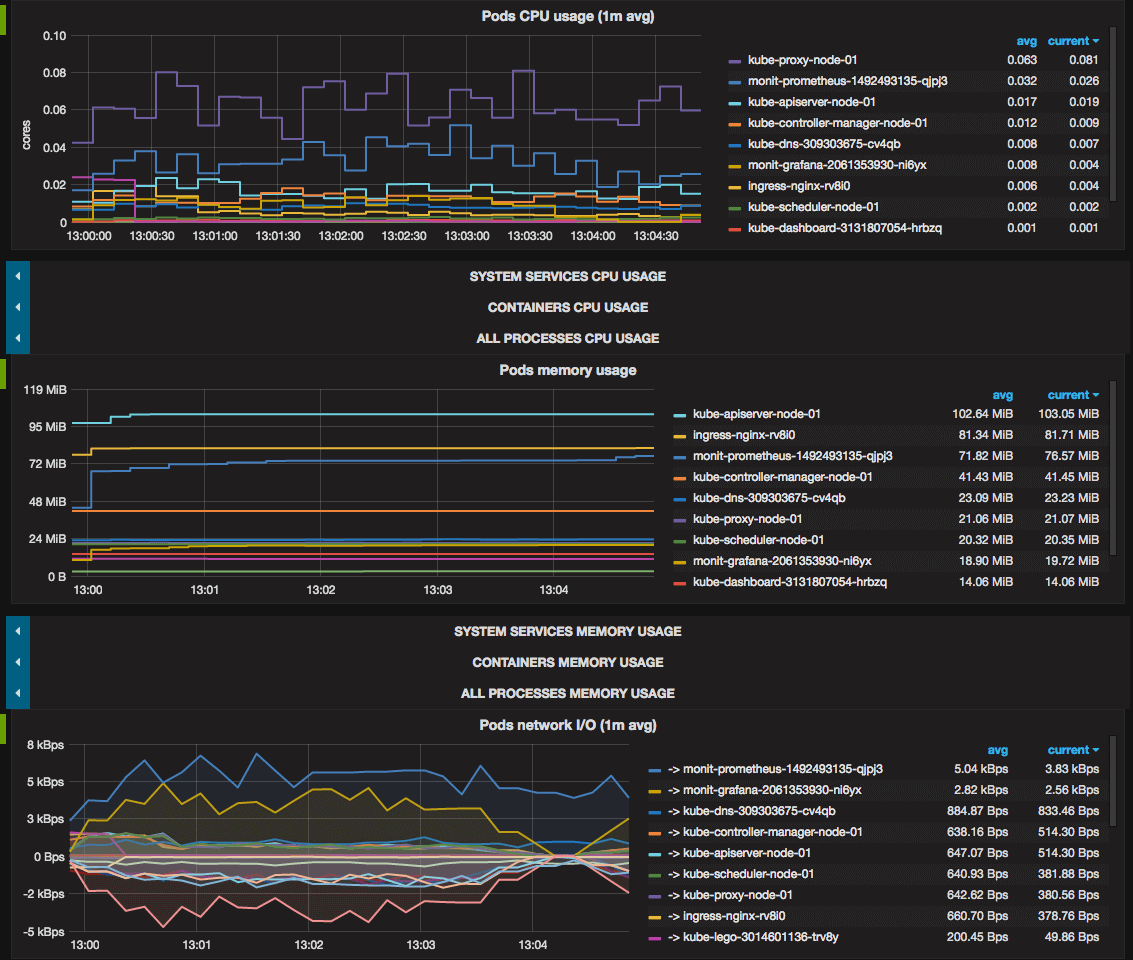 Pods CPU usage (1m avg)
0.10
0.08
0.06
0.04
0.02
0
cores
13:00:00 13:00:30 13:01:00 13:01:30 13:02:00 13:02:30 13:03:00 13:03:30 13:04:00 13:04:30
avg current
kube-proxy-node-01 0.063 0.081
monit-prometheus-1492493135-qjpj3 0.032 0.026
kube-apiserver-node-01 0.017 0.019
kube-controller-manager-node-01 0.012 0.009
kube-dns-309303675-cv4qb 0.008 0.007
monit-grafana-2061353930-ni6yx 0.008 0.004
ingress-nginx-rv8i0 0.006 0.004
kube-scheduler-node-01 0.002 0.002
kube-dashboard-3131807054-hrbzq 0.001 0.001
SYSTEM SERVICES CPU USAGE
CONTAINERS CPU USAGE
ALL PROCESSES CPU USAGE
Pods memory usage
119 MiB
95 MiB
72 MiB
48 MiB
24 MiB
0 B
13:00 13:01 13:02 13:03 13:04
avg current
kube-apiserver-node-01 102.64 MiB 103.05 MiB
ingress-nginx-rv8i0 81.34 MiB 81.71 MiB
monit-prometheus-1492493135-qjpj3 71.82 MiB 76.57 MiB
kube-controller-manager-node-01 41.43 MiB 41.45 MiB
kube-dns-309303675-cv4qb 23.09 MiB 23.23 MiB
kube-proxy-node-01 21.06 MiB 21.07 MiB
kube-scheduler-node-01 20.32 MiB 20.35 MiB
monit-grafana-2061353930-ni6yx 18.90 MiB 19.72 MiB
kube-dashboard-3131807054-hrbzq 14.06 MiB 14.06 MiB
SYSTEM SERVICES MEMORY USAGE
CONTAINERS MEMORY USAGE
ALL PROCESSES MEMORY USAGE
Pods network I/O (1m avg)
8 kBps
5 kBps
3 kBps
0 Bps
-2 kBps
-5 kBps
13:00 13:01 13:02 13:03 13:04
avg current
-> monit-prometheus-1492493135-qjpj3 5.04 kBps 3.83 kBps
-> monit-grafana-2061353930-ni6yx 2.82 kBps 2.56 kBps
-> kube-dns-309303675-cv4qb 884.87 Bps 833.46 Bps
-> kube-controller-manager-node-01 638.16 Bps 514.30 Bps
-> kube-apiserver-node-01 647.07 Bps 514.30 Bps
-> kube-scheduler-node-01 640.93 Bps 381.88 Bps
-> kube-proxy-node-01 642.62 Bps 380.56 Bps
-> ingress-nginx-rv8i0 660.70 Bps 378.76 Bps
-> kube-lego-3014601136-trv8y 200.45 Bps 49.86 Bps